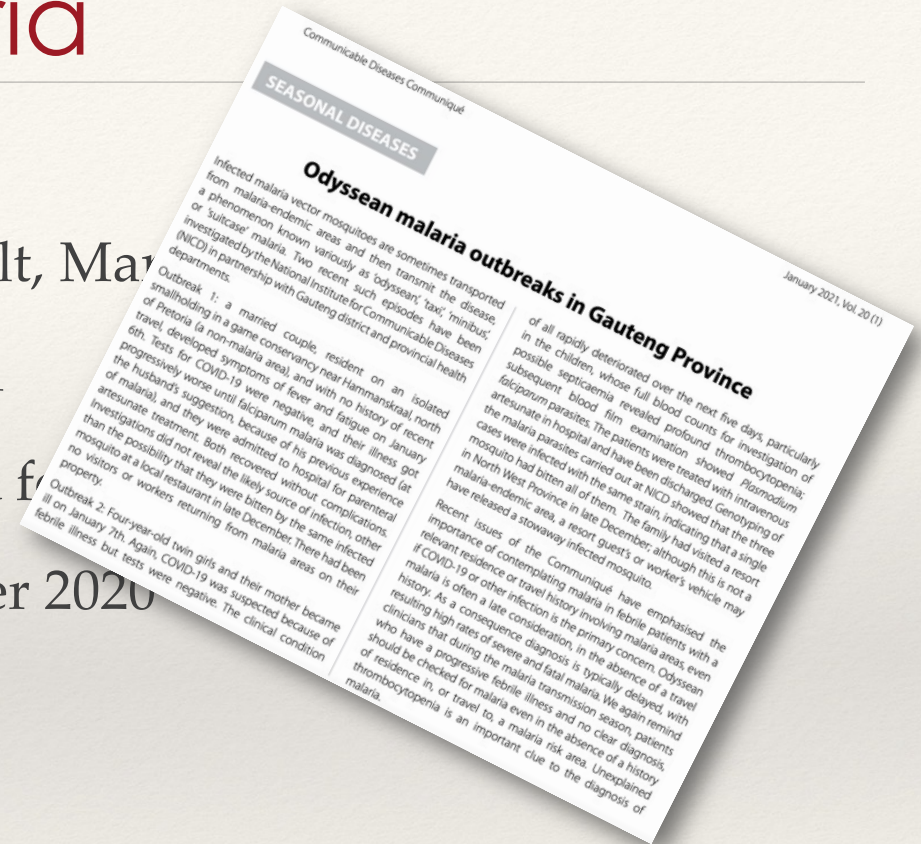 ria
lt, Mar
f
er 2020
Communicable Diseases Communiqué
January 2021, Vol. 20 (1)
SEASONAL DISEASES
Odyssean malaria outbreaks in Gauteng Province
Infected malaria vector mosquitoes are sometimes transported
from malaria-endemic areas and then transmit the disease,
a phenomenon known variously as ‘odyssean’, ‘taxi’, ‘minibus’,
or ‘suitcase’ malaria. Two recent such episodes have been
investigated by the National Institute for Communicable Diseases
(NICD) in partnership with Gauteng district and provincial health
departments.
Outbreak 1: a married couple, resident on an isolated
smallholding in a game conservancy near Hammanskraal, north
of Pretoria (a non-malaria area), and with no history of recent
travel, developed symptoms of fever and fatigue on January
6th. Tests for COVID-19 were negative, and their illness got
progressively worse until falciparum malaria was diagnosed (at
the husband’s suggestion, because of his previous experience
of malaria), and they were admitted to hospital for parenteral
artesunate treatment. Both recovered without complications.
Investigations did not reveal the likely source of infection, other
than the possibility that they were bitten by the same infected
mosquito at a local restaurant in late December. There had been
no visitors or workers returning from malaria areas on their
property.
Outbreak 2: Four-year-old twin girls and their mother became
ill on January 7th. Again, COVID-19 was suspected because of
febrile illness but tests were negative. The clinical condition
of all rapidly deteriorated over the next five days, particularly
in the children, whose full blood counts for investigation of
possible septicaemia revealed profound thrombocytopenia;
subsequent blood film examination showed Plasmodium
falciparum parasites. The patients were treated with intravenous
artesunate in hospital and have been discharged. Genotyping of
the malaria parasites carried out at NICD showed that the three
cases were infected with the same strain, indicating that a single
mosquito had bitten all of them. The family had visited a resort
in North West Province in late December; although this is not a
malaria-endemic area, a resort guest’s or worker’s vehicle may
have released a stowaway infected mosquito.
Recent issues of the Communiqué have emphasised the
importance of contemplating malaria in febrile patients with a
relevant residence or travel history involving malaria areas, even
if COVID-19 or other infection is the primary concern. Odyssean
malaria is often a late consideration, in the absence of a travel
history. As a consequence diagnosis is typically delayed, with
resulting high rates of severe and fatal malaria. We again remind
clinicians that during the malaria transmission season, patients
who have a progressive febrile illness and no clear diagnosis,
should be checked for malaria even in the absence of a history
of residence in, or travel to, a malaria risk area. Unexplained
thrombocytopenia is an important clue to the diagnosis of
malaria.